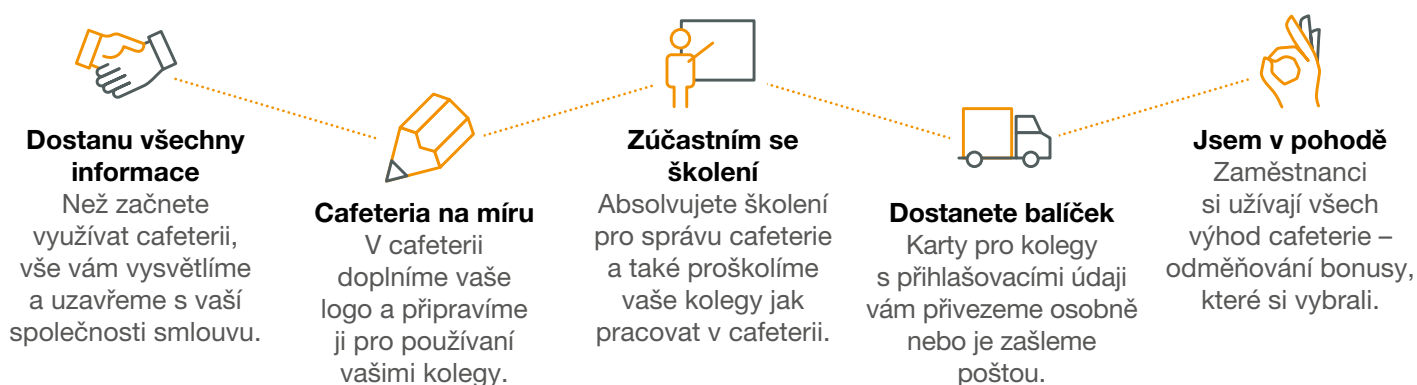 Dostanu všechny
informace
Než začnete
využívat cafeterii,
vše vám vysvětlíme
a uzavřeme s vaší
společnosti smlouvu.
Cafeteria na míru
V cafeterii
doplníme vaše
logo a připravíme
ji pro používaní
vašimi kolegy.
Zúčastním se
školení
Absolvujete školení
pro správu cafeterie
a také proškolíme
vaše kolegy jak
pracovat v cafeterii.
Dostanete balíček
Karty pro kolegy
s přihlašovacími údaji
vám přivezeme osobně
nebo je zašleme
poštou.
Jsem v pohodě
Zaměstnanci
si užívají všech
výhod cafeterie –
odměňování bonusy,
které si vybrali.